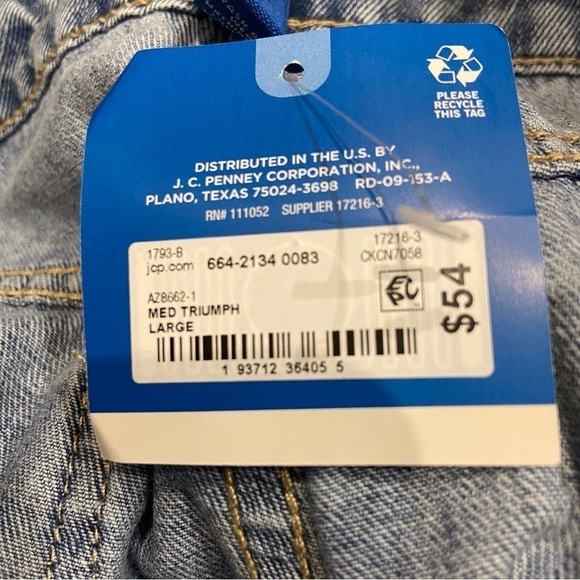 PLEASE
RECYCLE
THIS TAG
DISTRIBUTED IN THE U.S. BY
J. C. PENNEY CORPORATION, INC.,
PLANO, TEXAS 75024-3698 RD-09-153-A
RN# 111052 SUPPLIER 17216-3
1793-B 17216-3
jcp.com 664-2134 0083 CKCN7058
AZ8662-1
MED TRIUMPH
LARGE
$54
1 93712 36405 5